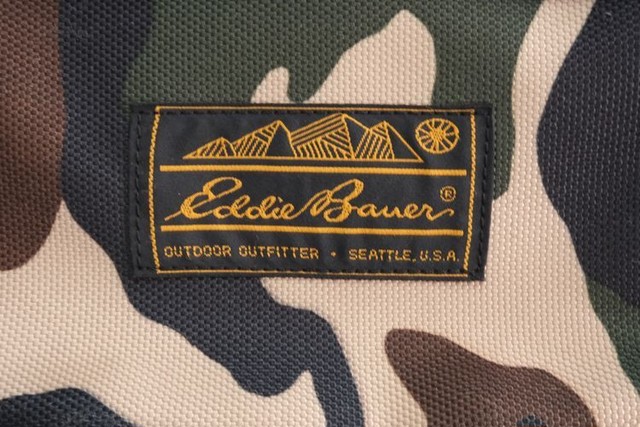 Eddie Bauer®
OUTDOOR OUTFITTER • SEATTLE, U.S.A.